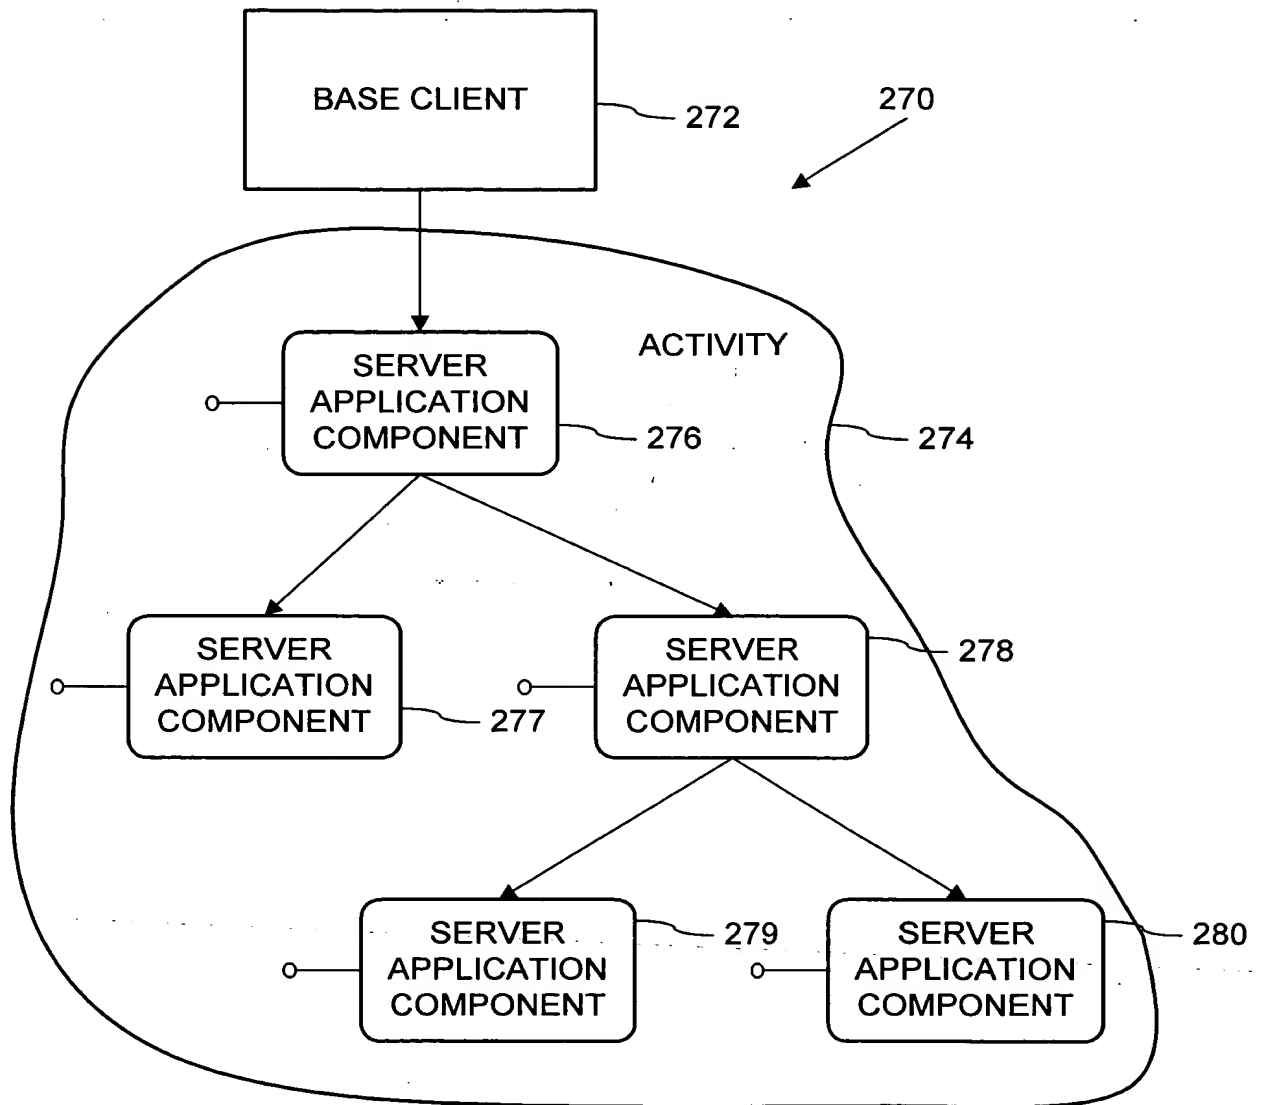 BASE CLIENT
272
270
ACTIVITY
SERVER
APPLICATION
COMPONENT
276
274
SERVER
APPLICATION
COMPONENT
277
SERVER
APPLICATION
COMPONENT
278
SERVER
APPLICATION
COMPONENT
279
SERVER
APPLICATION
COMPONENT
280